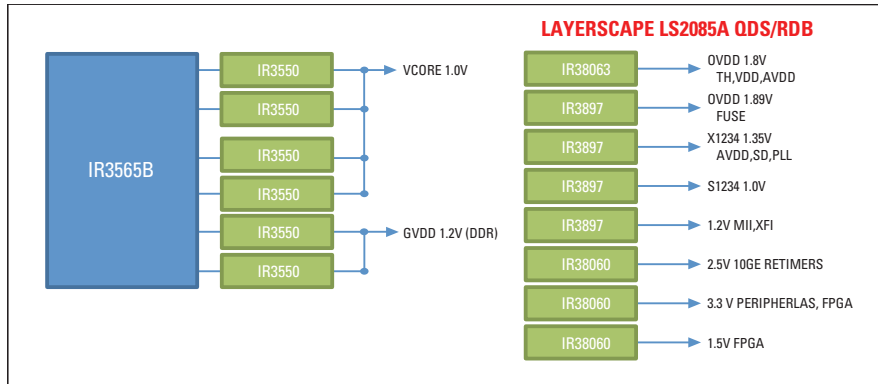 LAYERSCAPE LS2085A QDS/RDB
IR3565B
IR3550
VCORE 1.0V
IR3550
IR3550
IR3550
IR3550
GVDD 1.2V (DDR)
IR3550
IR38063
OVDD 1.8V
TH,VDD,AVDD
IR3897
OVDD 1.89V
FUSE
IR3897
X1234 1.35V
AVDD,SD,PLL
IR3897
S1234 1.0V
IR3897
1.2V MII,XFI
IR38060
2.5V 10GE RETIMERS
IR38060
3.3 V PERIPHERLAS, FPGA
IR38060
1.5V FPGA